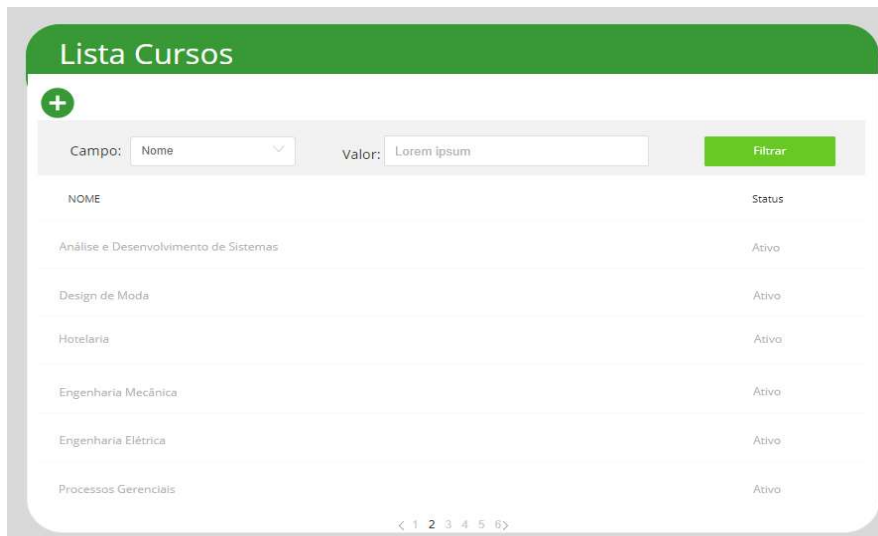 Lista Cursos
+
Campo: Nome Valor: Lorem ipsum Filtrar
NOME Status
Análise e Desenvolvimento de Sistemas Ativo
Design de Moda Ativo
Hotelaria Ativo
Engenharia Mecânica Ativo
Engenharia Elétrica Ativo
Processos Gerenciais Ativo
< 1 2 3 4 5 6 >